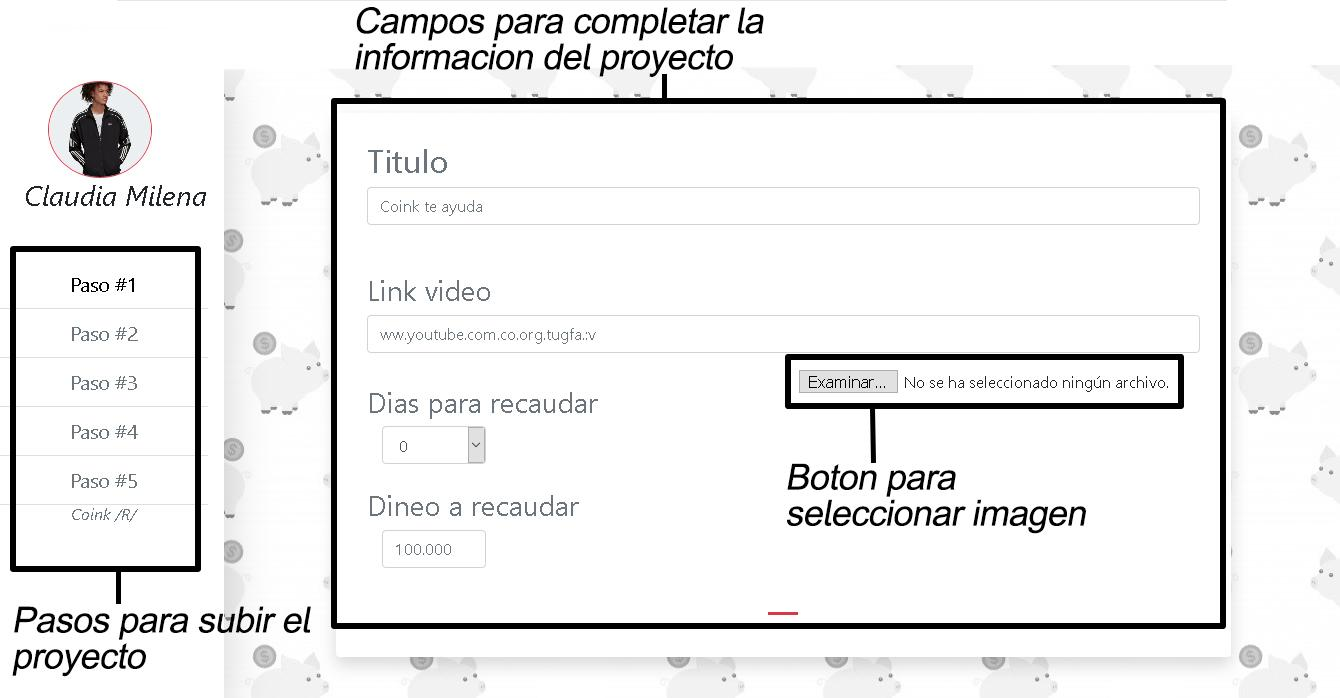 Campos para completar la
informacion del proyecto
Claudia Milena
Paso #1
Paso #2
Paso #3
Paso #4
Paso #5
Coink /R/
Pasos para subir el
proyecto
Titulo
Coink te ayuda
Link video
ww.youtube.com.co.org.tugfa.:v
Examinar... No se ha seleccionado ningún archivo.
Dias para recaudar
0
Boton para
seleccionar imagen
Dineo a recaudar
100.000